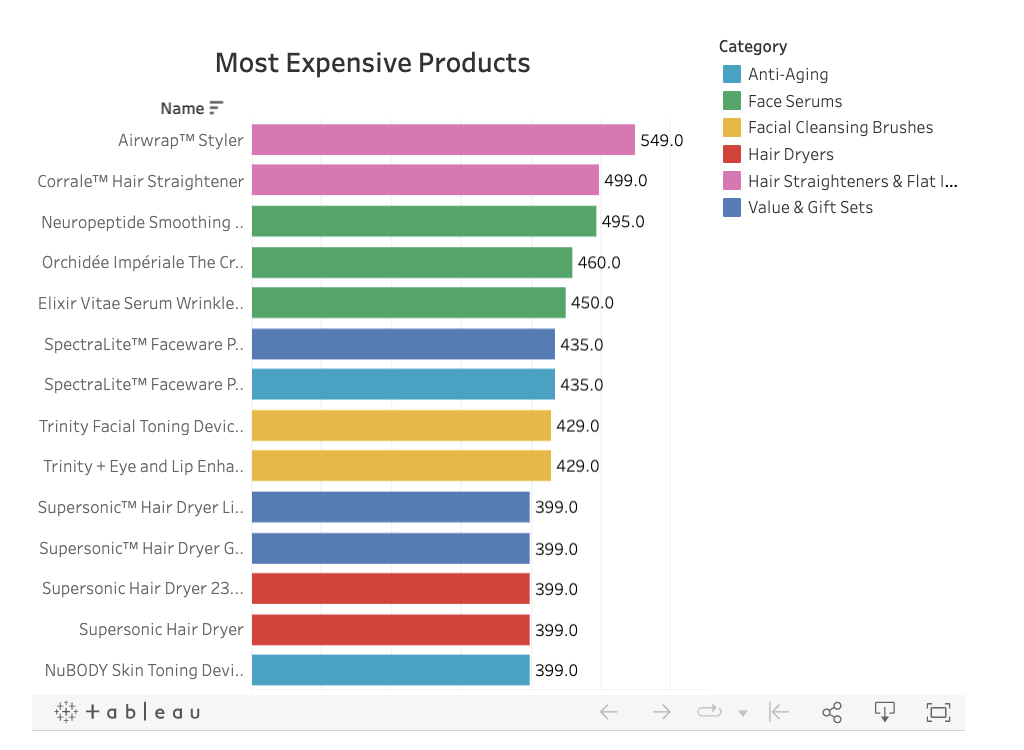 Most Expensive Products
Name
Airwrap™ Styler 549.0
Corrale™ Hair Straightener 499.0
Neuropeptide Smoothing .. 495.0
Orchidée Impériale The Cr.. 460.0
Elixir Vitae Serum Wrinkle.. 450.0
SpectraLite™ Faceware P.. 435.0
SpectraLite™ Faceware P.. 435.0
Trinity Facial Toning Devic.. 429.0
Trinity + Eye and Lip Enha.. 429.0
Supersonic™ Hair Dryer Li.. 399.0
Supersonic™ Hair Dryer G.. 399.0
Supersonic Hair Dryer 23... 399.0
Supersonic Hair Dryer 399.0
NuBODY Skin Toning Devi.. 399.0
Category
Anti-Aging
Face Serums
Facial Cleansing Brushes
Hair Dryers
Hair Straighteners & Flat I...
Value & Gift Sets
+ a b | e a u